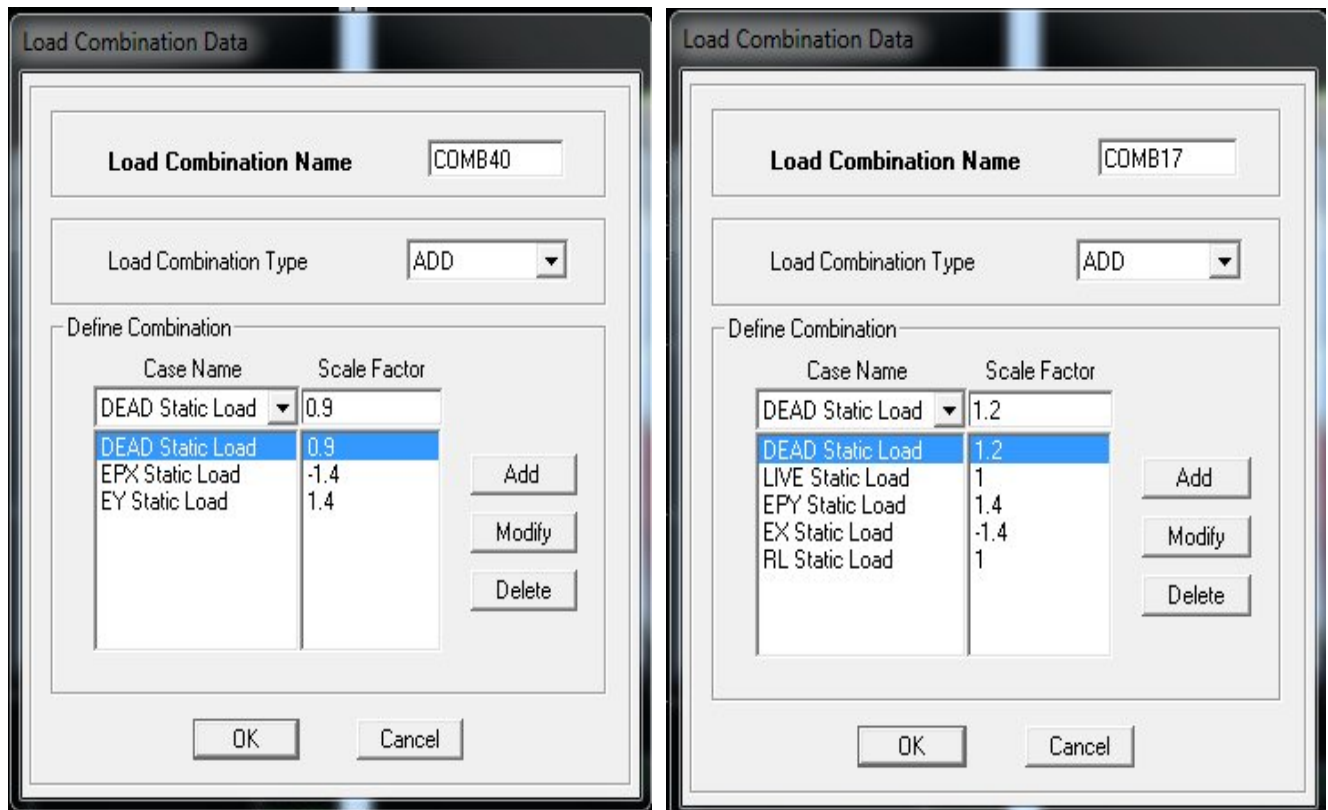 Load Combination Data
Load Combination Name COMB40
Load Combination Type ADD
Define Combination
Case Name Scale Factor
DEAD Static Load 0.9
DEAD Static Load 0.9
EPX Static Load -1.4
EY Static Load 1.4
Add
Modify
Delete
OK Cancel
Load Combination Data
Load Combination Name COMB17
Load Combination Type ADD
Define Combination
Case Name Scale Factor
DEAD Static Load 1.2
DEAD Static Load 1.2
LIVE Static Load 1
EPY Static Load 1.4
EX Static Load -1.4
RL Static Load 1
Add
Modify
Delete
OK Cancel